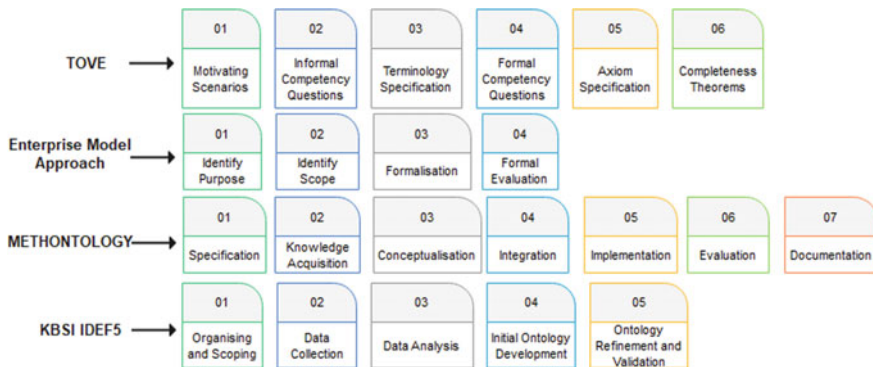 01 02 03 04 05 06
TOVE
Motivating Scenarios
Informal Competency Questions
Terminology Specification
Formal Competency Questions
Axiom Specification
Completeness Theorems
01 02 03 04
Enterprise Model Approach
Identify Purpose
Identify Scope
Formalisation
Formal Evaluation
01 02 03 04 05 06 07
METHONTOLOGY
Specification
Knowledge Acquisition
Conceptualisation
Integration
Implementation
Evaluation
Documentation
01 02 03 04 05
KBSI IDEF5
Organising and Scoping
Data Collection
Data Analysis
Initial Ontology Development
Ontology Refinement and Validation